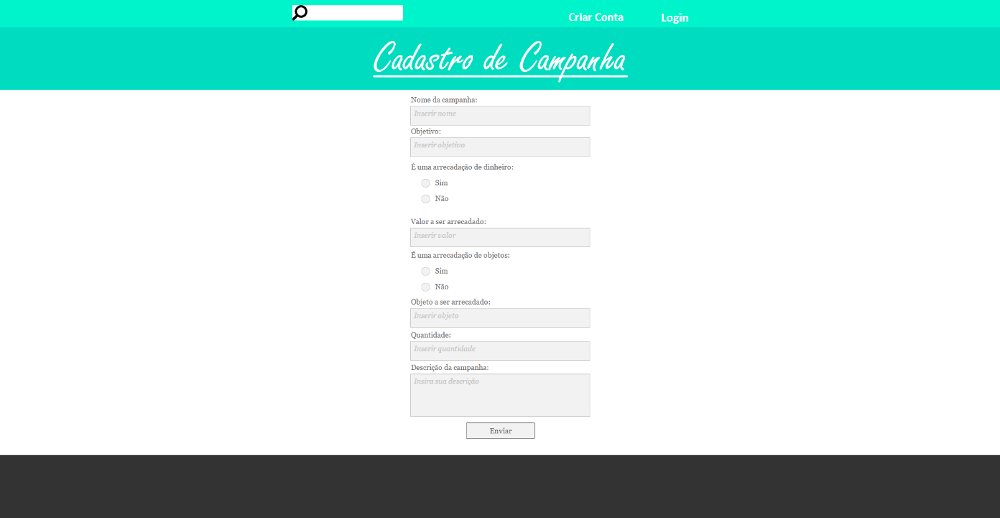 Criar Conta Login
Cadastro de Campanha
Nome da campanha:
Inserir nome
Objetivo:
Inserir objetivo
É uma arrecadação de dinheiro:
Sim
Não
Valor a ser arrecadado:
Inserir valor
É uma arrecadação de objetos:
Sim
Não
Objeto a ser arrecadado:
Inserir objeto
Quantidade:
Inserir quantidade
Descrição da campanha:
Insira sua descrição
Enviar